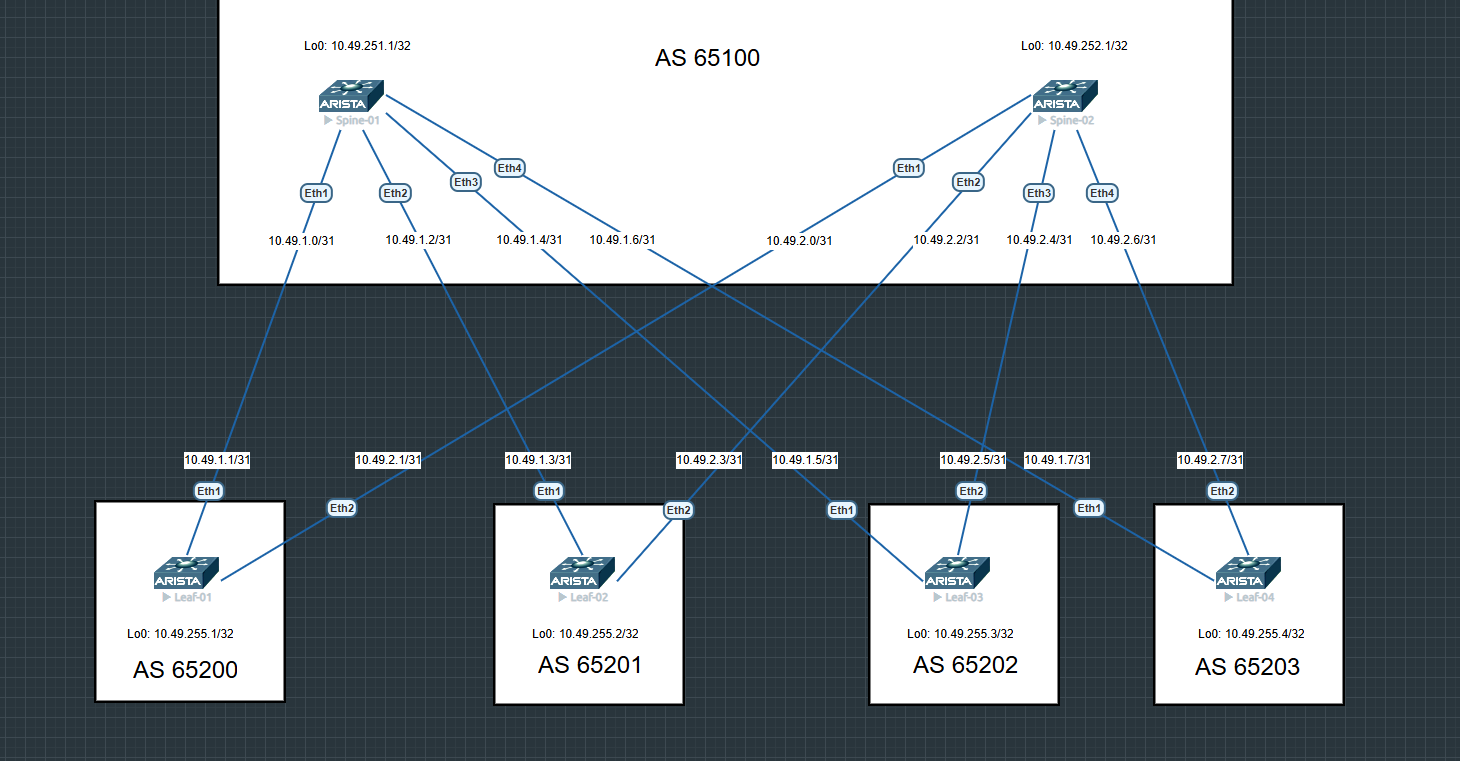 Lo0: 10.49.251.1/32
AS 65100
Lo0: 10.49.252.1/32
ARISTA
Spine-01
ARISTA
Spine-02
Eth1
Eth2
Eth3
Eth4
Eth1
Eth2
Eth3
Eth4
10.49.1.0/31
10.49.1.2/31
10.49.1.4/31
10.49.1.6/31
10.49.2.0/31
10.49.2.2/31
10.49.2.4/31
10.49.2.6/31
10.49.1.1/31
10.49.2.1/31
10.49.1.3/31
10.49.2.3/31
10.49.1.5/31
10.49.2.5/31
10.49.1.7/31
10.49.2.7/31
Eth1
Eth2
Eth1
Eth2
Eth1
Eth2
Eth1
Eth2
ARISTA
Leaf-01
Lo0: 10.49.255.1/32
AS 65200
ARISTA
Leaf-02
Lo0: 10.49.255.2/32
AS 65201
ARISTA
Leaf-03
Lo0: 10.49.255.3/32
AS 65202
ARISTA
Leaf-04
Lo0: 10.49.255.4/32
AS 65203